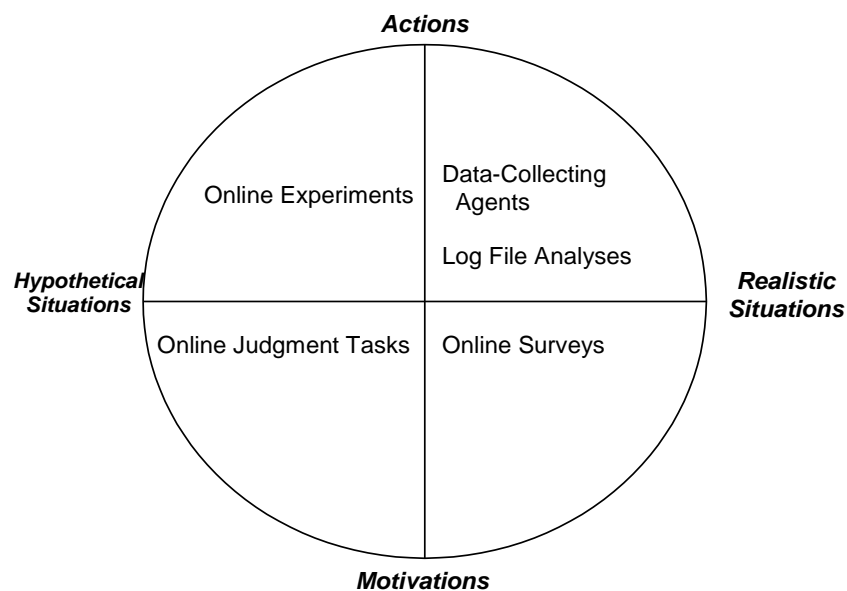 Actions
Online Experiments
Data-Collecting
Agents
Log File Analyses
Hypothetical
Situations
Realistic
Situations
Online Judgment Tasks
Online Surveys
Motivations